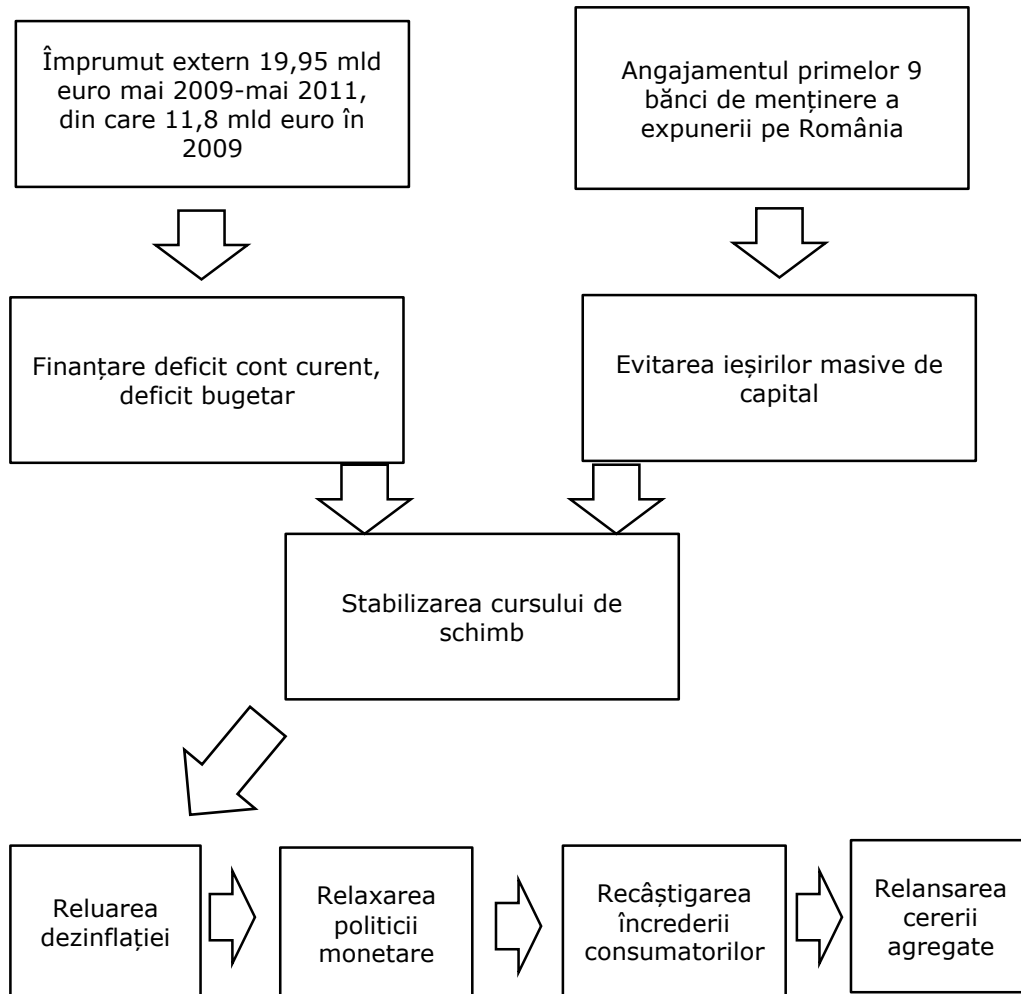 Împrumut extern 19,95 mld
euro mai 2009-mai 2011,
din care 11,8 mld euro în
2009
Angajamentul primelor 9
bănci de menținere a
expunerii pe România
Finanțare deficit cont curent,
deficit bugetar
Evitarea ieșirilor masive de
capital
Stabilizarea cursului de
schimb
Reluarea
dezinflației
Relaxarea
politicii
monetare
Recâștigarea
încrederii
consumatorilor
Relansarea
cererii
agregate